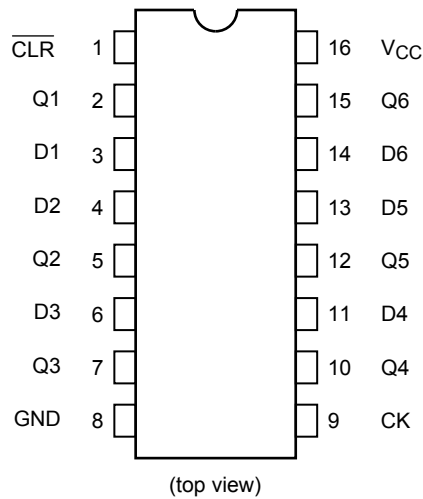 CLR 1 16 VCC
Q1 2 15 Q6
D1 3 14 D6
D2 4 13 D5
Q2 5 12 Q5
D3 6 11 D4
Q3 7 10 Q4
GND 8 9 CK
(top view)